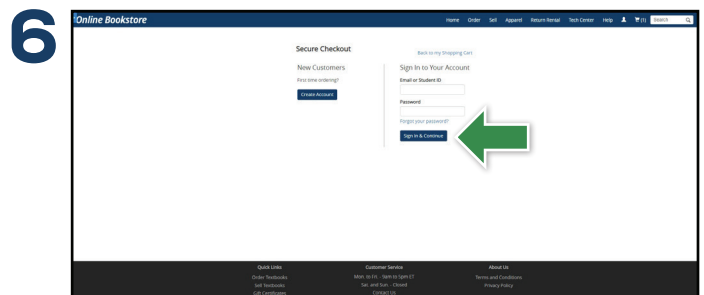 6
Online Bookstore
Home Order Sell Apparel Return Rental Tech Center Help (1) Search
Secure Checkout
Back to my Shopping Cart
New Customers
First time ordering?
Create Account
Sign In to Your Account
Email or Student ID
Password
Forgot your password?
Sign In & Continue
Quick Links
Order Textbooks
Sell Textbooks
Gift Certificates
Customer Service
Mon. to Fri. - 9am to 5pm ET
Sat. and Sun. - Closed
Contact Us
About Us
Terms and Conditions
Privacy Policy